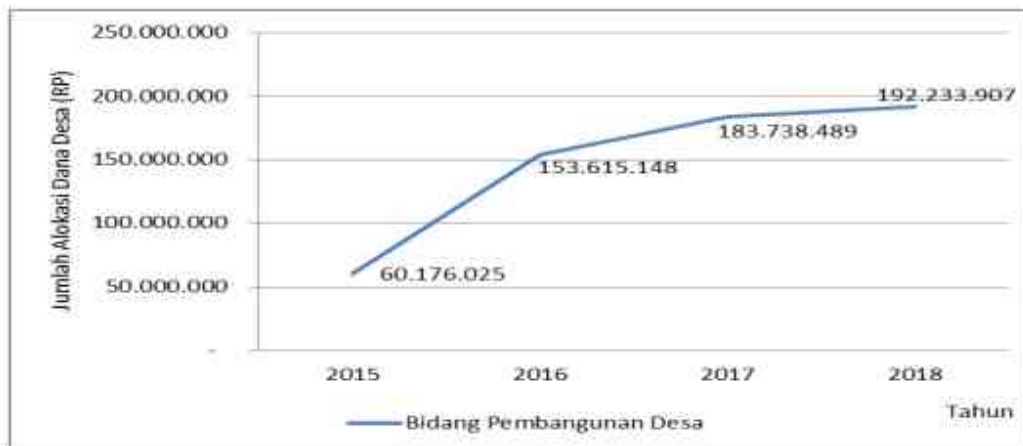 Jumlah Alokasi Dana Desa (RP)
250.000.000
200.000.000
150.000.000
100.000.000
50.000.000
-
192.233.907
183.738.489
153.615.148
60.176.025
2015 2016 2017 2018
Tahun
Bidang Pembangunan Desa